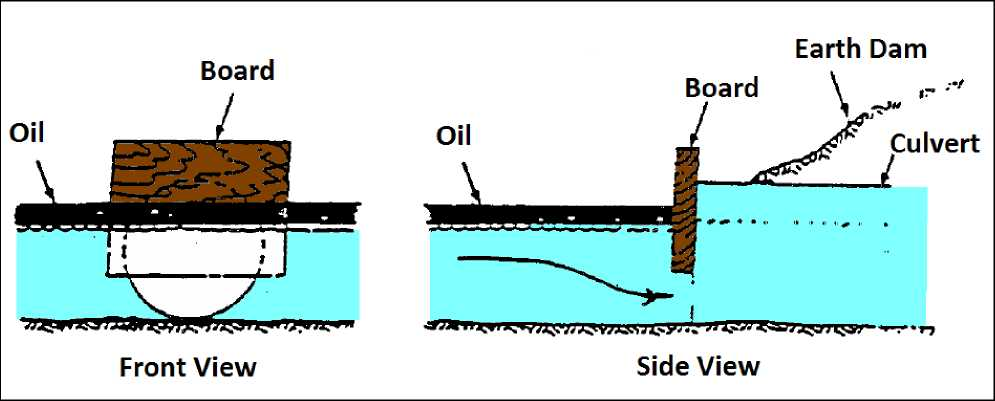 Board
Oil
Front View
Earth Dam
Board
Oil
Culvert
Side View